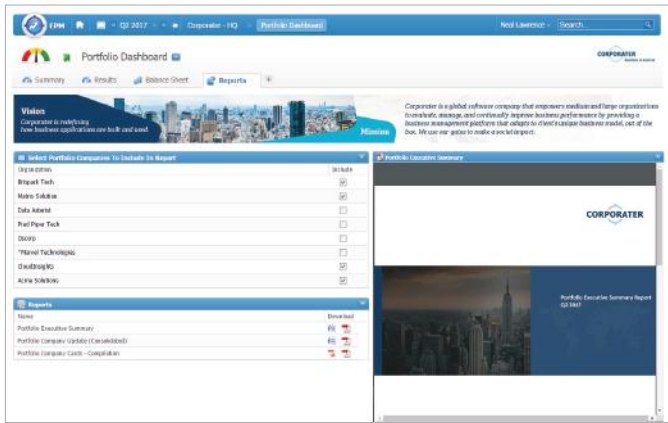 EPM Q2 2017 Corporater - HQ Portfolio Dashboard Neal Lawrence Search...
Portfolio Dashboard
CORPORATER
Summary Results Balance Sheet Reports
Vision
Corporater is redefining
how business applications are built and used.
Mission
Corporater is a global software company that empowers medium and large organizations
to evaluate, manage, and continually improve business performance by providing a
business management platform that adapts to client's unique business model, out of the
box. We use our gains to make a social impact.
Select Portfolio Companies To Include In Report
Organization Include
Bitspark Tech
Matrix Solution
Data Asterid
Pied Piper Tech
"Marvel Technologies
CloudInsights
Acme Solutions
Reports
Name Download
Portfolio Executive Summary
Portfolio Company Update (Consolidated)
Portfolio Company Cards - Compilation
Portfolio Executive Summary
CORPORATER
Portfolio Executive Summary Report
Q2 2017